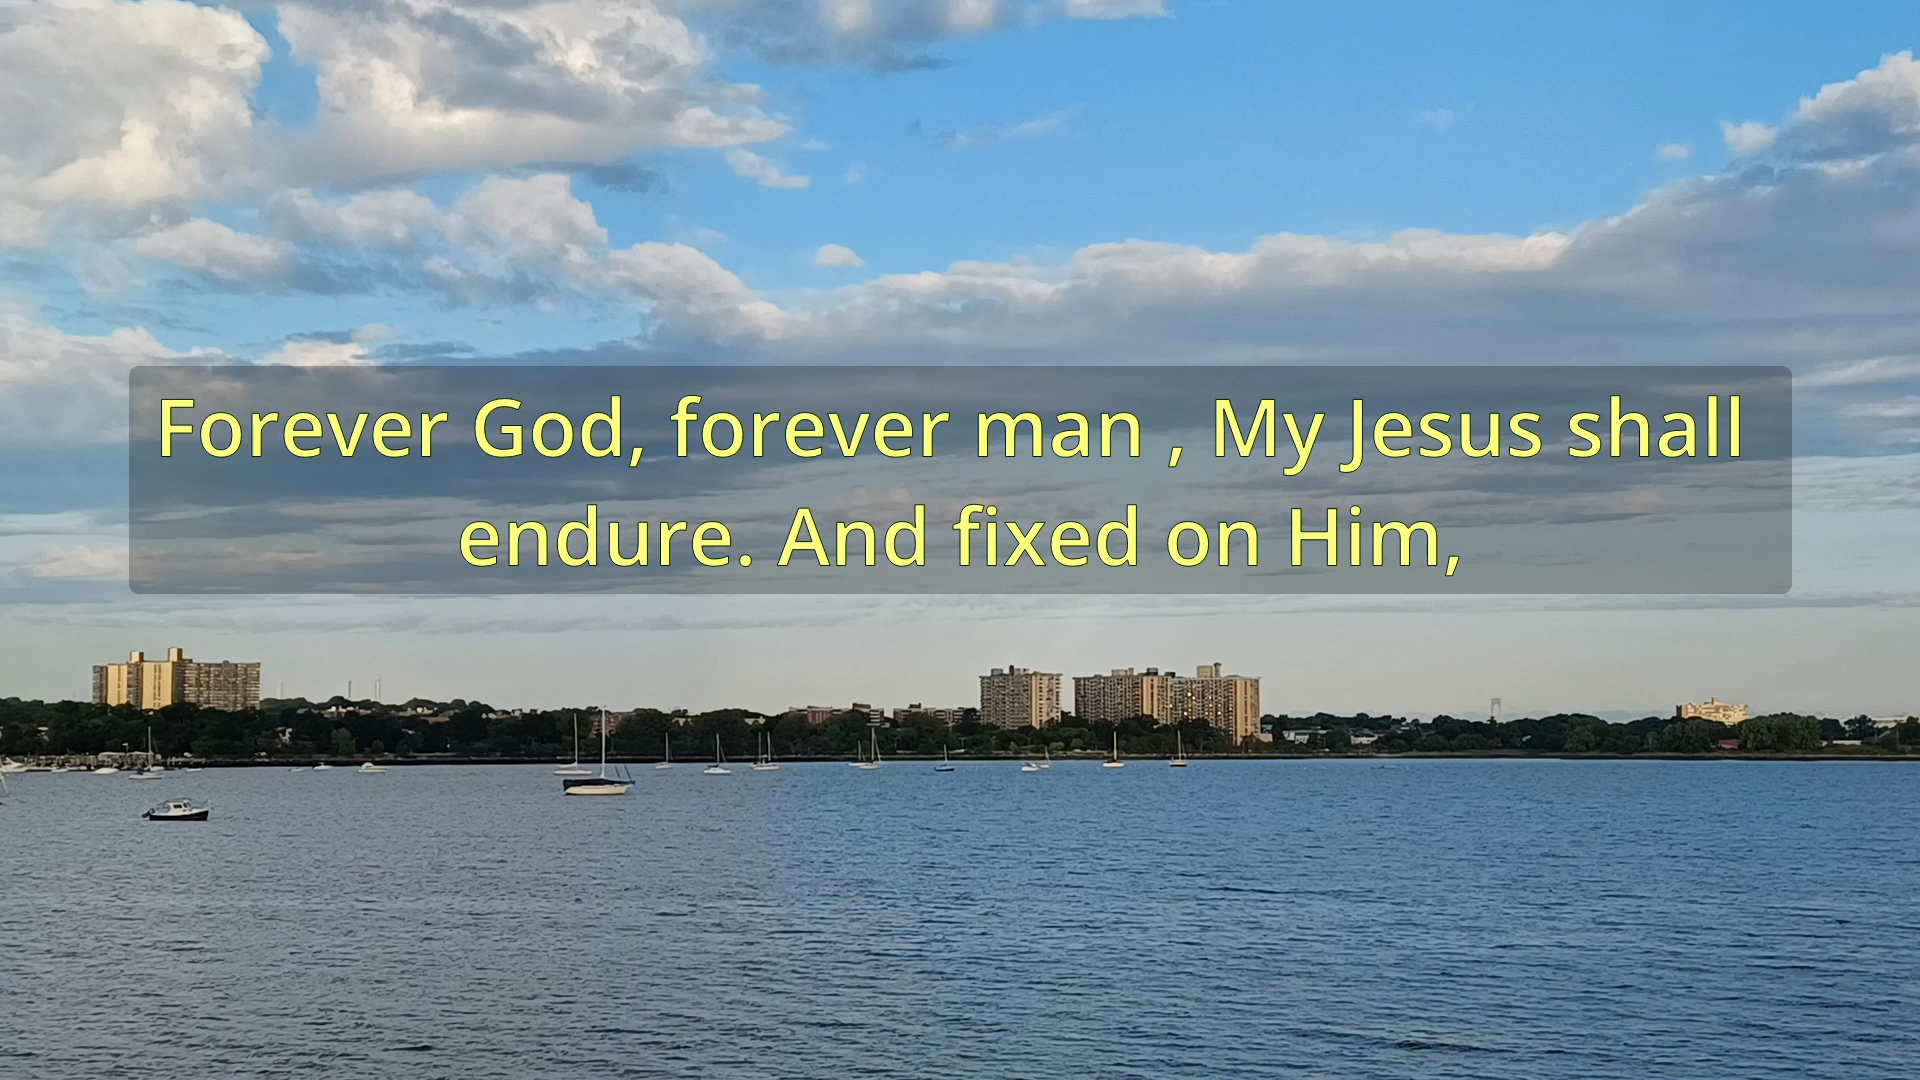 Forever God, forever man , My Jesus shall
endure. And fixed on Him,